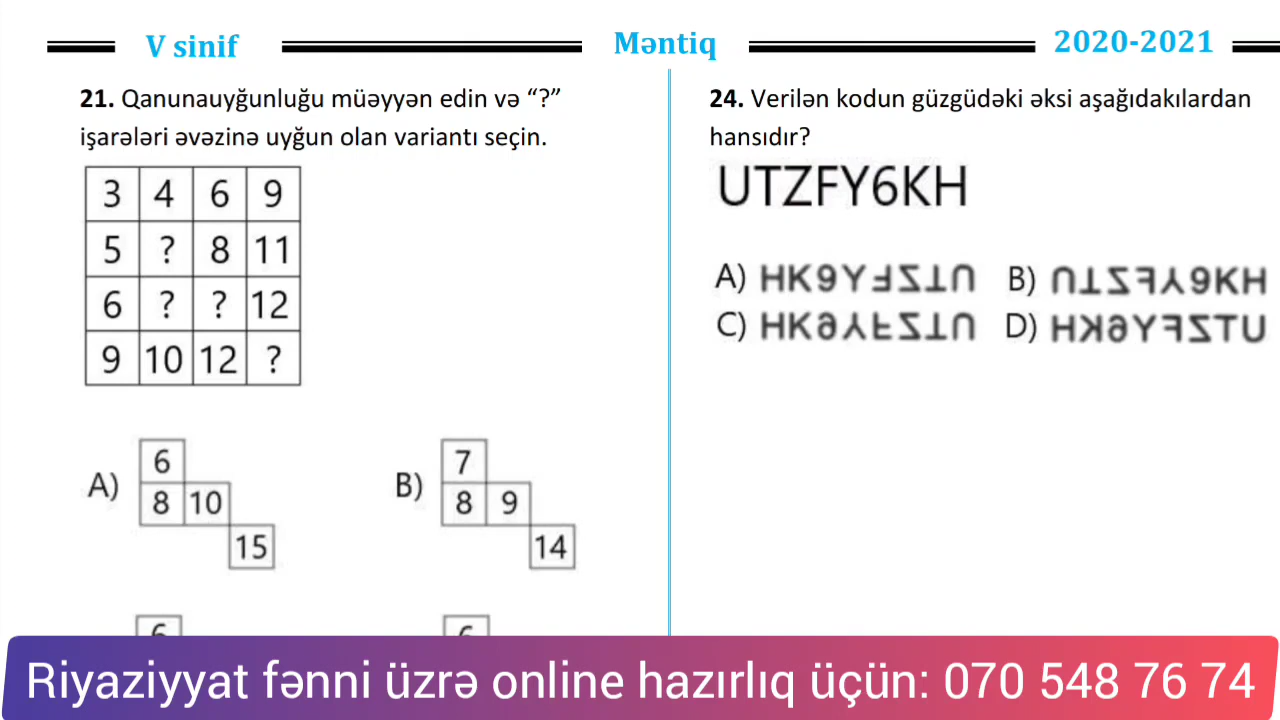 V sinif
Məntiq
2020-2021
21. Qanunauyğunluğu müəyyən edin və “?”
işarələri əvəzinə uyğun olan variantı seçin.
3 4 6 9
5 ? 8 11
6 ? ? 12
9 10 12 ?
A) 6
8 10
15
B) 7
8 9
14
24. Verilən kodun güzgüdəki əksi aşağıdakılardan
hansıdır?
UTZFY6KH
A)
B)
C)
D)
Riyaziyyat fənni üzrə online hazırlıq üçün: 070 548 76 74